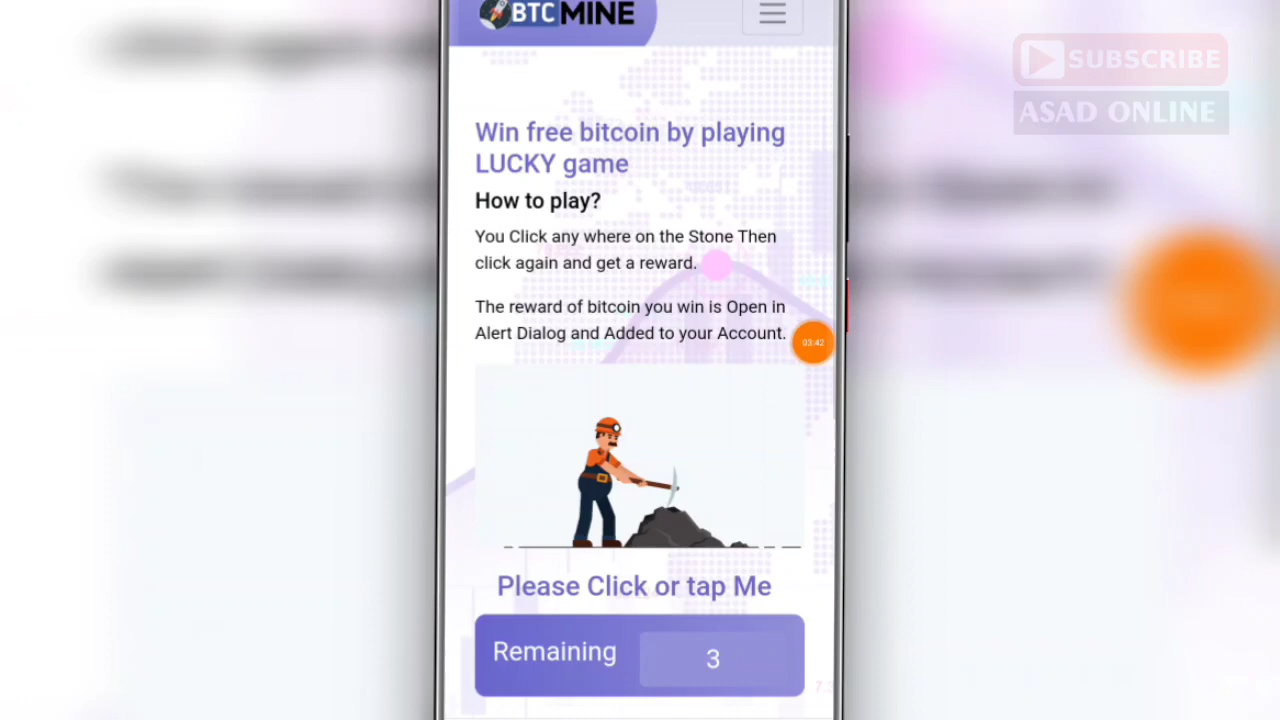 BTC MINE
SUBSCRIBE
ASAD ONLINE
Win free bitcoin by playing
LUCKY game
How to play?
You Click any where on the Stone Then
click again and get a reward.
The reward of bitcoin you win is Open in
Alert Dialog and Added to your Account.
03:42
Please Click or tap Me
Remaining
3